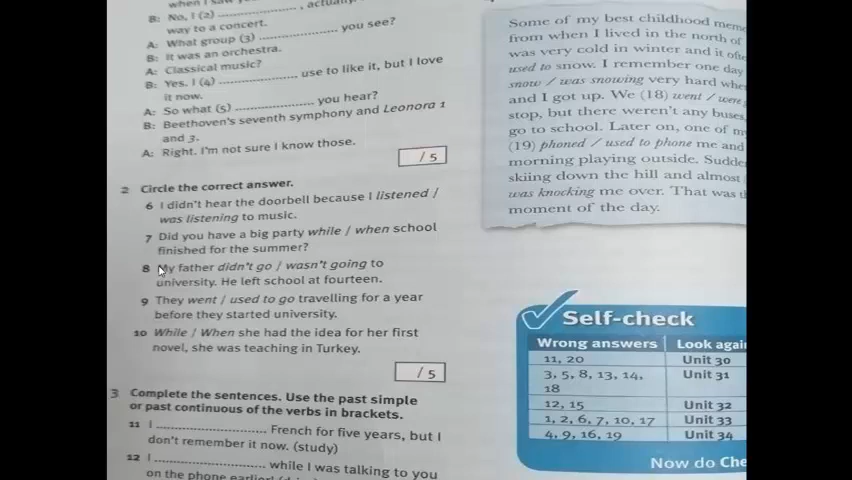 when I saw
B: No, I (2) .................. , actually,
way to a concert.
A: What group (3) .................. you see?
B: It was an orchestra.
A: Classical music?
B: Yes. I (4) .................. use to like it, but I love
it now.
A: So what (5) .................. you hear?
B: Beethoven's seventh symphony and Leonora 1
and 3.
A: Right. I'm not sure I know those.
/ 5
2 Circle the correct answer.
6 I didn't hear the doorbell because I listened /
was listening to music.
7 Did you have a big party while / when school
finished for the summer?
8 My father didn't go / wasn't going to
university. He left school at fourteen.
9 They went / used to go travelling for a year
before they started university.
10 While / When she had the idea for her first
novel, she was teaching in Turkey.
/ 5
3 Complete the sentences. Use the past simple
or past continuous of the verbs in brackets.
11 I .................. French for five years, but I
don't remember it now. (study)
12 I .................. while I was talking to you
on the phone earlier!
Some of my best childhood
from when I lived in the north of
was very cold in winter and it
used to snow. I remember one day
snow / was snowing very hard
and I got up. We (18) went / were
stop, but there weren't any buses,
go to school. Later on, one of
(19) phoned / used to phone me and
morning playing outside.
skiing down the hill and almost
was knocking me over. That was
moment of the day.
Self-check
Wrong answers Look
11, 20 Unit 30
3, 5, 8, 13, 14, Unit 31
18
12, 15 Unit 32
1, 2, 6, 7, 10, 17 Unit 33
4, 9, 16, 19 Unit 34
Now do